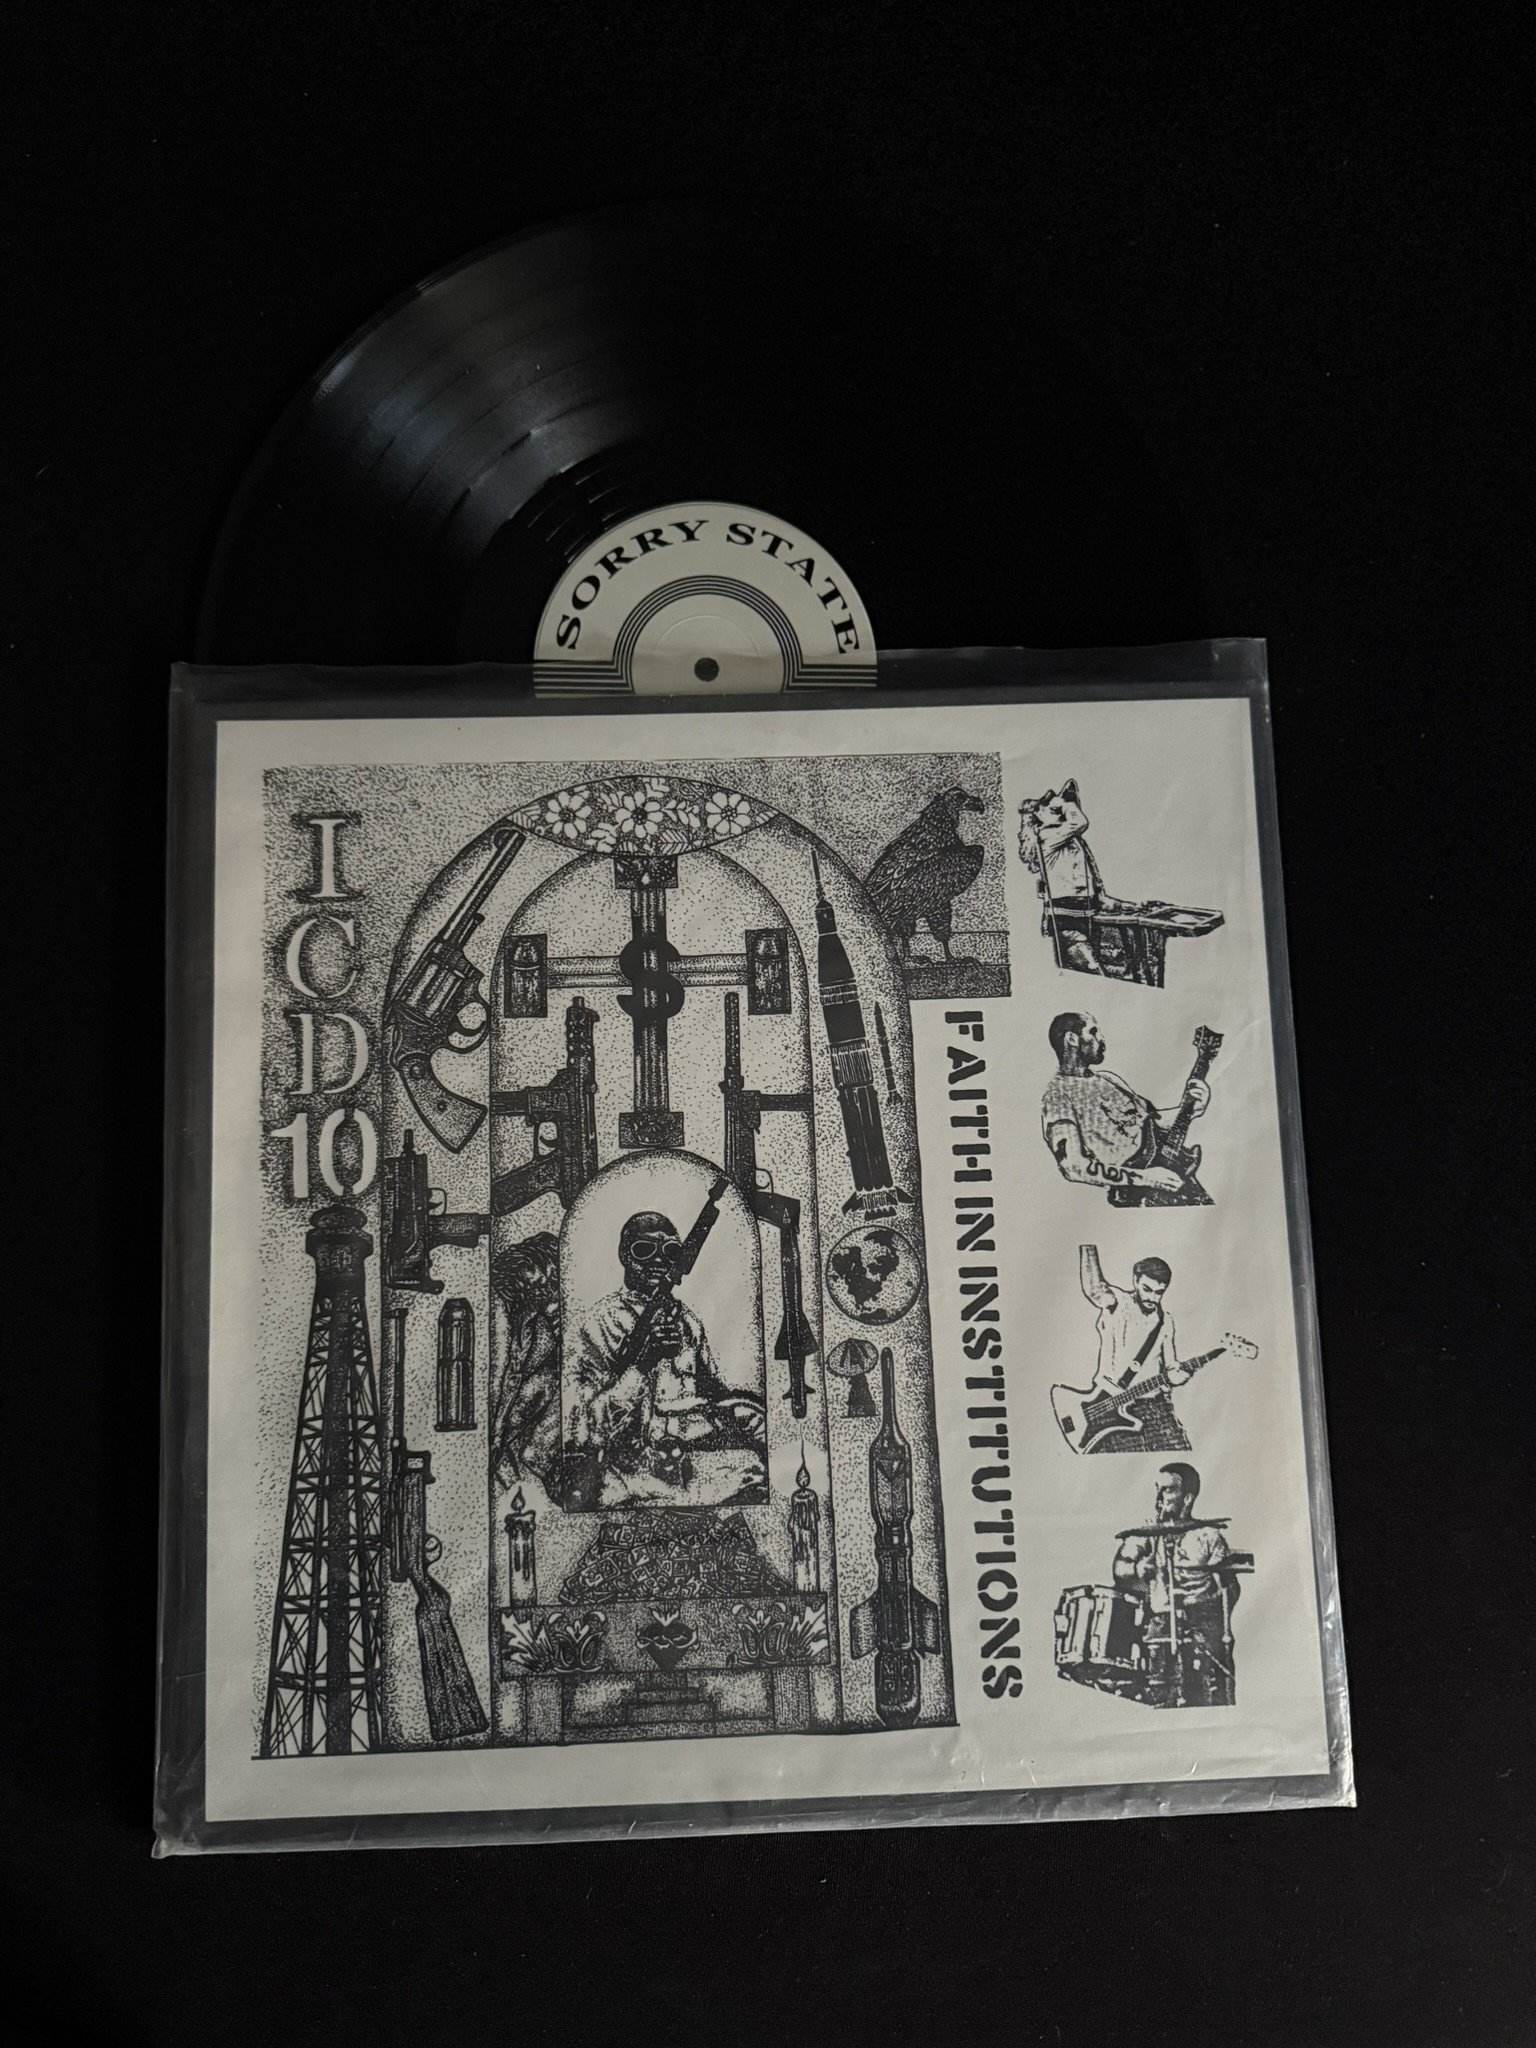 SORRY STATE
I
C
D
10
FAITH IN INSTITUTIONS